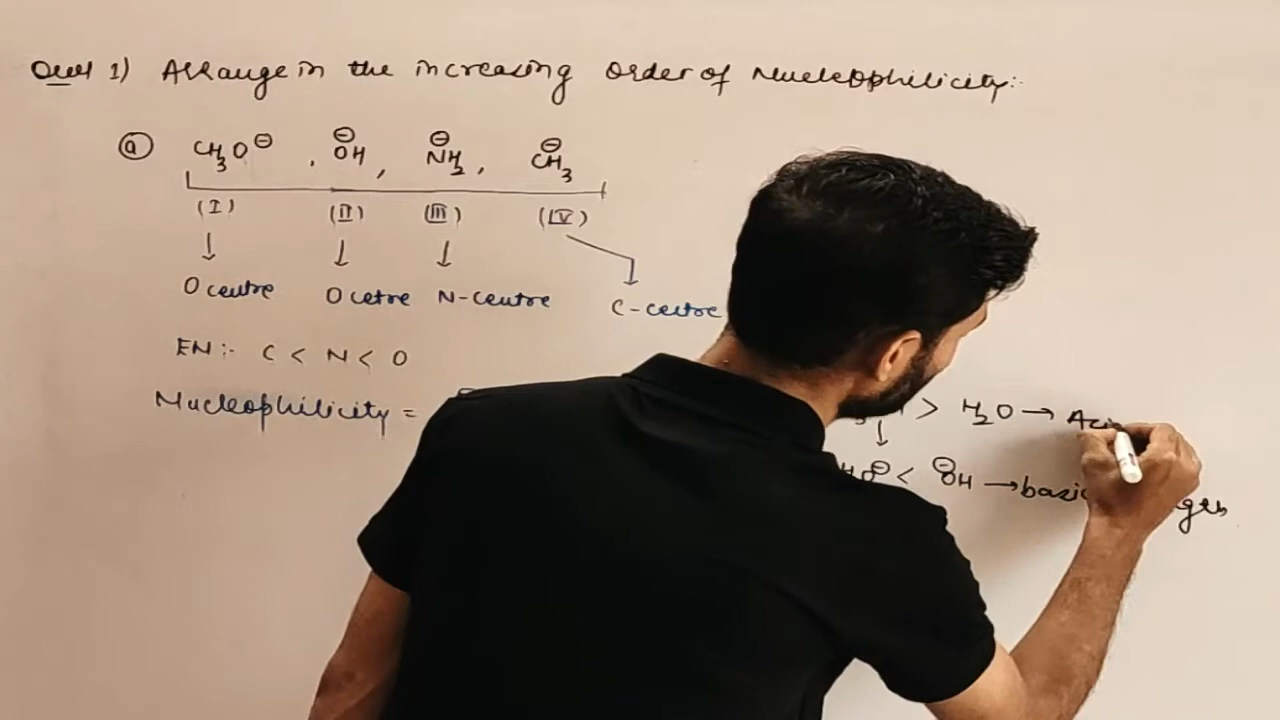 Ques 1) Arrange in the increasing order of Nucleophilicity:-
(a) CH3O⊖ , ⊖OH , ⊖NH2 , ⊖CH3
(I) (II) (III) (IV)
↓ ↓ ↓
O centre O cetre N-centre C-centre
EN:- C < N < O
Nucleophilicity = > H2O → Aci
↓
O⊖ < ⊖OH → basic